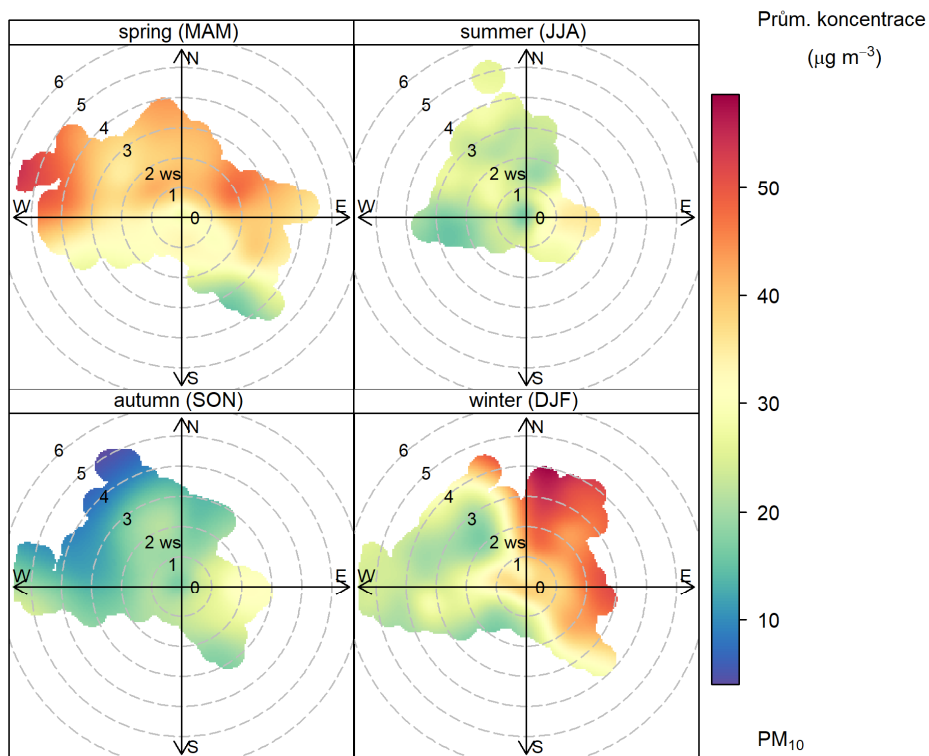 spring (MAM)
summer (JJA)
Prům. koncentrace
(μg m⁻³)
N
6
5
4
3
2 ws
1
0
W
E
S
N
6
5
4
3
2 ws
1
0
W
E
S
50
40
30
20
10
autumn (SON)
winter (DJF)
N
6
5
4
3
2 ws
1
0
W
E
S
N
6
5
4
3
2 ws
1
0
W
E
S
PM₁₀